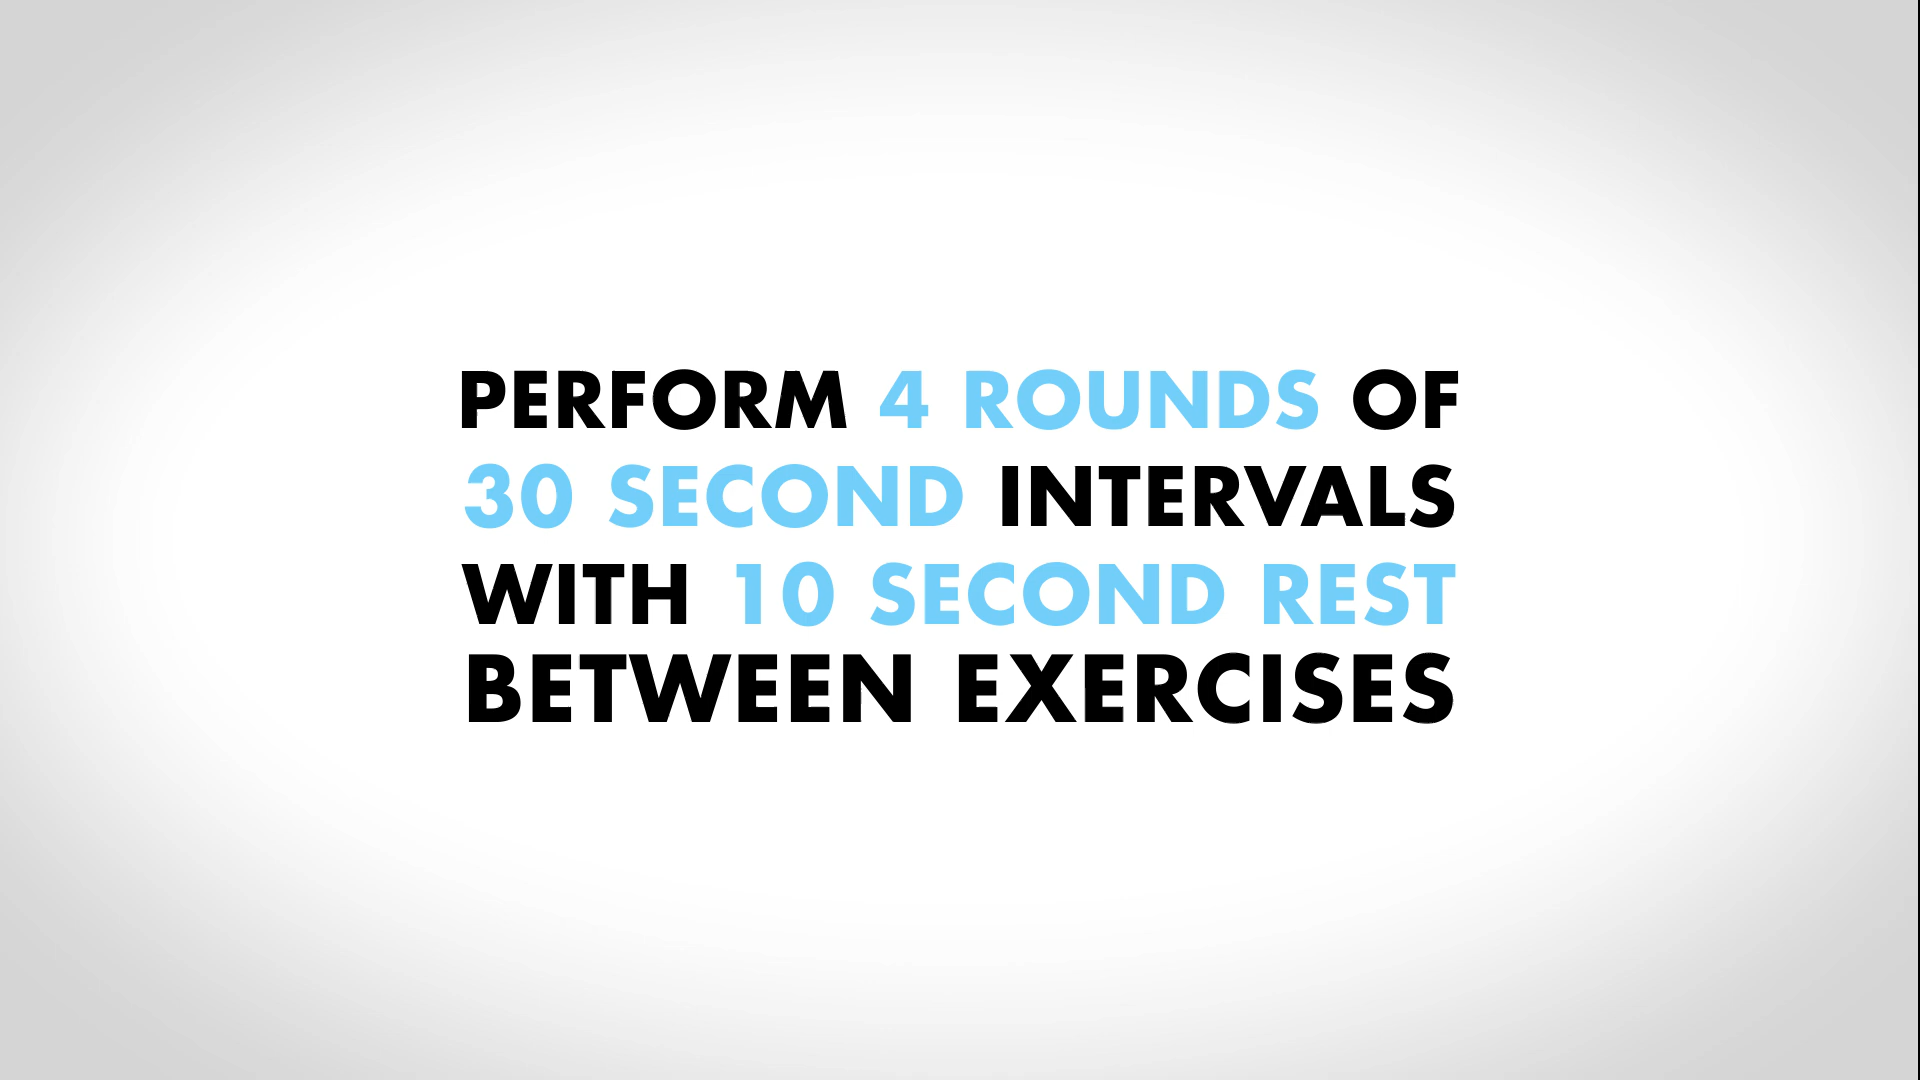 PERFORM 4 ROUNDS OF
30 SECOND INTERVALS
WITH 10 SECOND REST
BETWEEN EXERCISES